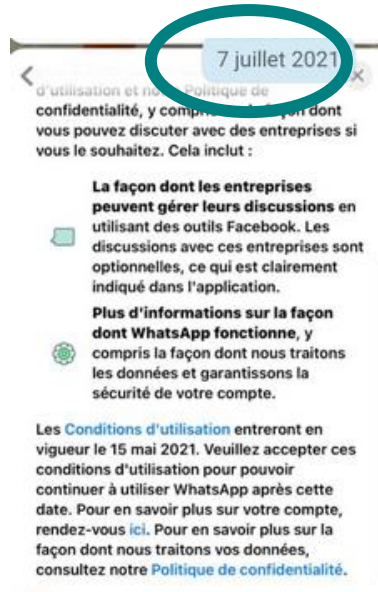 7 juillet 2021
d'utilisation et no Politique de
confidentialité, y comp façon dont
vous pouvez discuter avec des entreprises si
vous le souhaitez. Cela inclut :
La façon dont les entreprises
peuvent gérer leurs discussions en
utilisant des outils Facebook. Les
discussions avec ces entreprises sont
optionnelles, ce qui est clairement
indiqué dans l'application.
Plus d'informations sur la façon
dont WhatsApp fonctionne, y
compris la façon dont nous traitons
les données et garantissons la
sécurité de votre compte.
Les Conditions d'utilisation entreront en
vigueur le 15 mai 2021. Veuillez accepter ces
conditions d'utilisation pour pouvoir
continuer à utiliser WhatsApp après cette
date. Pour en savoir plus sur votre compte,
rendez-vous ici. Pour en savoir plus sur la
façon dont nous traitons vos données,
consultez notre Politique de confidentialité.